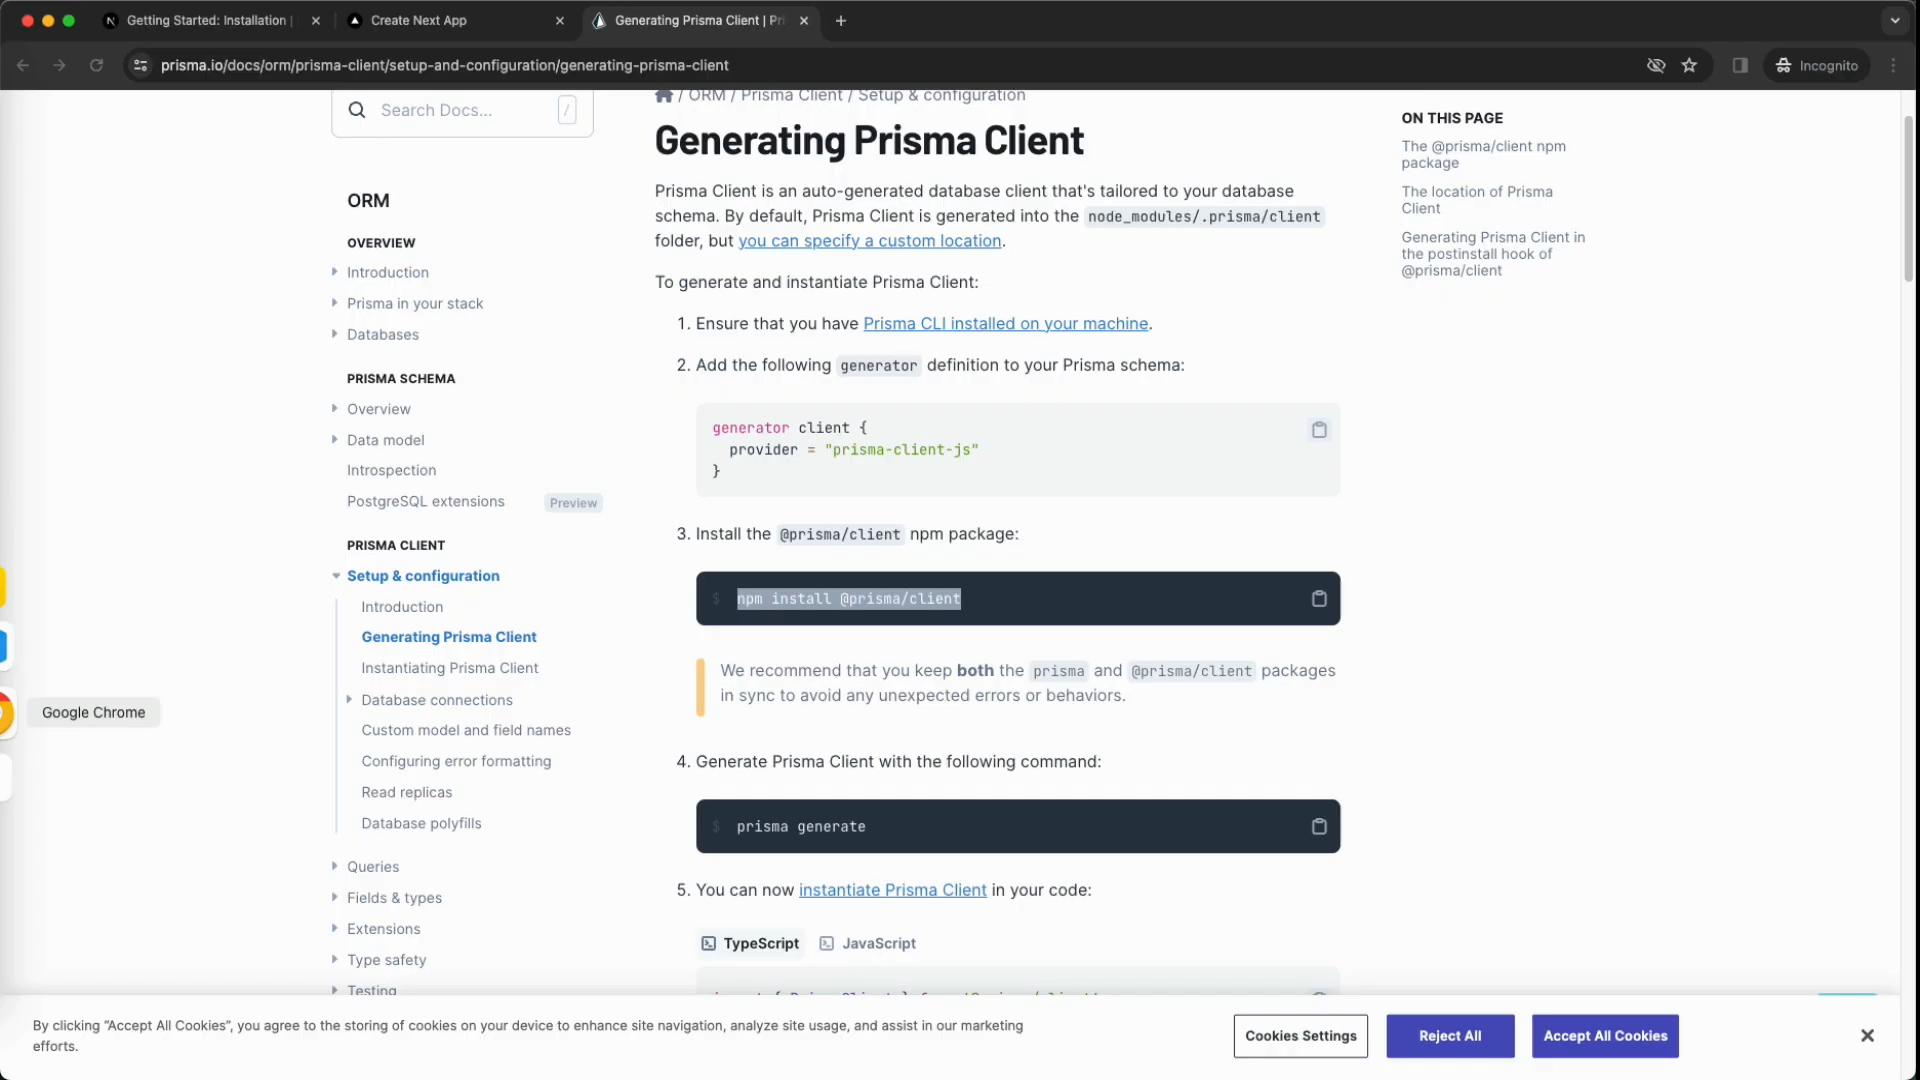 Getting Started: Installation |
Create Next App
Generating Prisma Client | Pri
prisma.io/docs/orm/prisma-client/setup-and-configuration/generating-prisma-client
Incognito
Search Docs... /
ORM
OVERVIEW
Introduction
Prisma in your stack
Databases
PRISMA SCHEMA
Overview
Data model
Introspection
PostgreSQL extensions Preview
PRISMA CLIENT
Setup & configuration
Introduction
Generating Prisma Client
Instantiating Prisma Client
Database connections
Custom model and field names
Configuring error formatting
Read replicas
Database polyfills
Queries
Fields & types
Extensions
Type safety
Testing
Google Chrome
/ ORM / Prisma Client / Setup & configuration
Generating Prisma Client
Prisma Client is an auto-generated database client that's tailored to your database
schema. By default, Prisma Client is generated into the node_modules/.prisma/client
folder, but you can specify a custom location.
To generate and instantiate Prisma Client:
1. Ensure that you have Prisma CLI installed on your machine.
2. Add the following generator definition to your Prisma schema:
generator client {
provider = "prisma-client-js"
}
3. Install the @prisma/client npm package:
$ npm install @prisma/client
We recommend that you keep both the prisma and @prisma/client packages
in sync to avoid any unexpected errors or behaviors.
4. Generate Prisma Client with the following command:
$ prisma generate
5. You can now instantiate Prisma Client in your code:
TypeScript JavaScript
ON THIS PAGE
The @prisma/client npm
package
The location of Prisma
Client
Generating Prisma Client in
the postinstall hook of
@prisma/client
By clicking “Accept All Cookies”, you agree to the storing of cookies on your device to enhance site navigation, analyze site usage, and assist in our marketing
efforts.
Cookies Settings
Reject All
Accept All Cookies